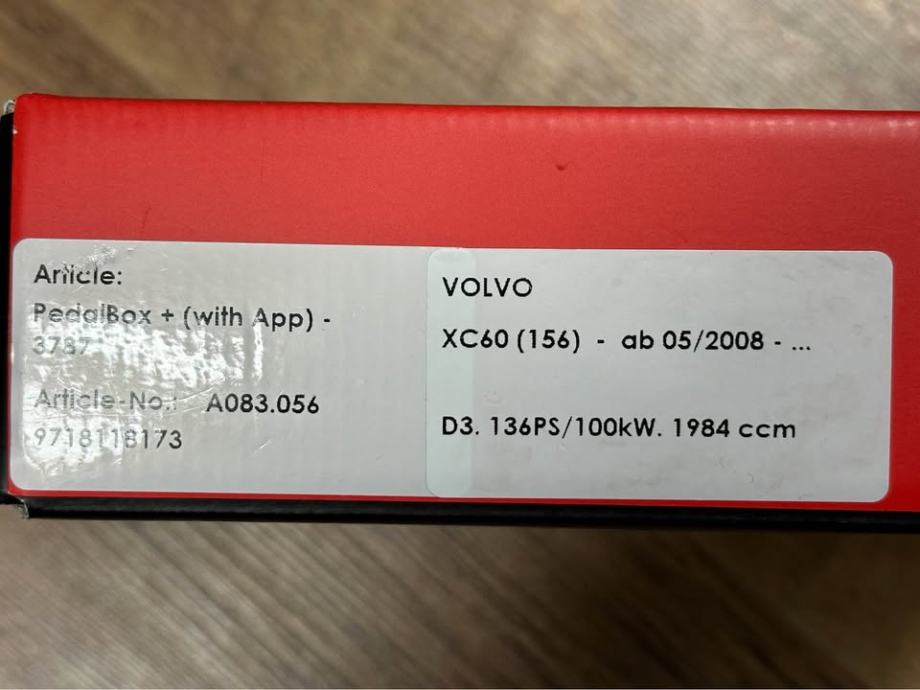 Article:
PedalBox + (with App) -
3787
Article-No.: A083.056
9718118173
VOLVO
XC60 (156) - ab 05/2008 - ...
D3. 136PS/100kW. 1984 ccm